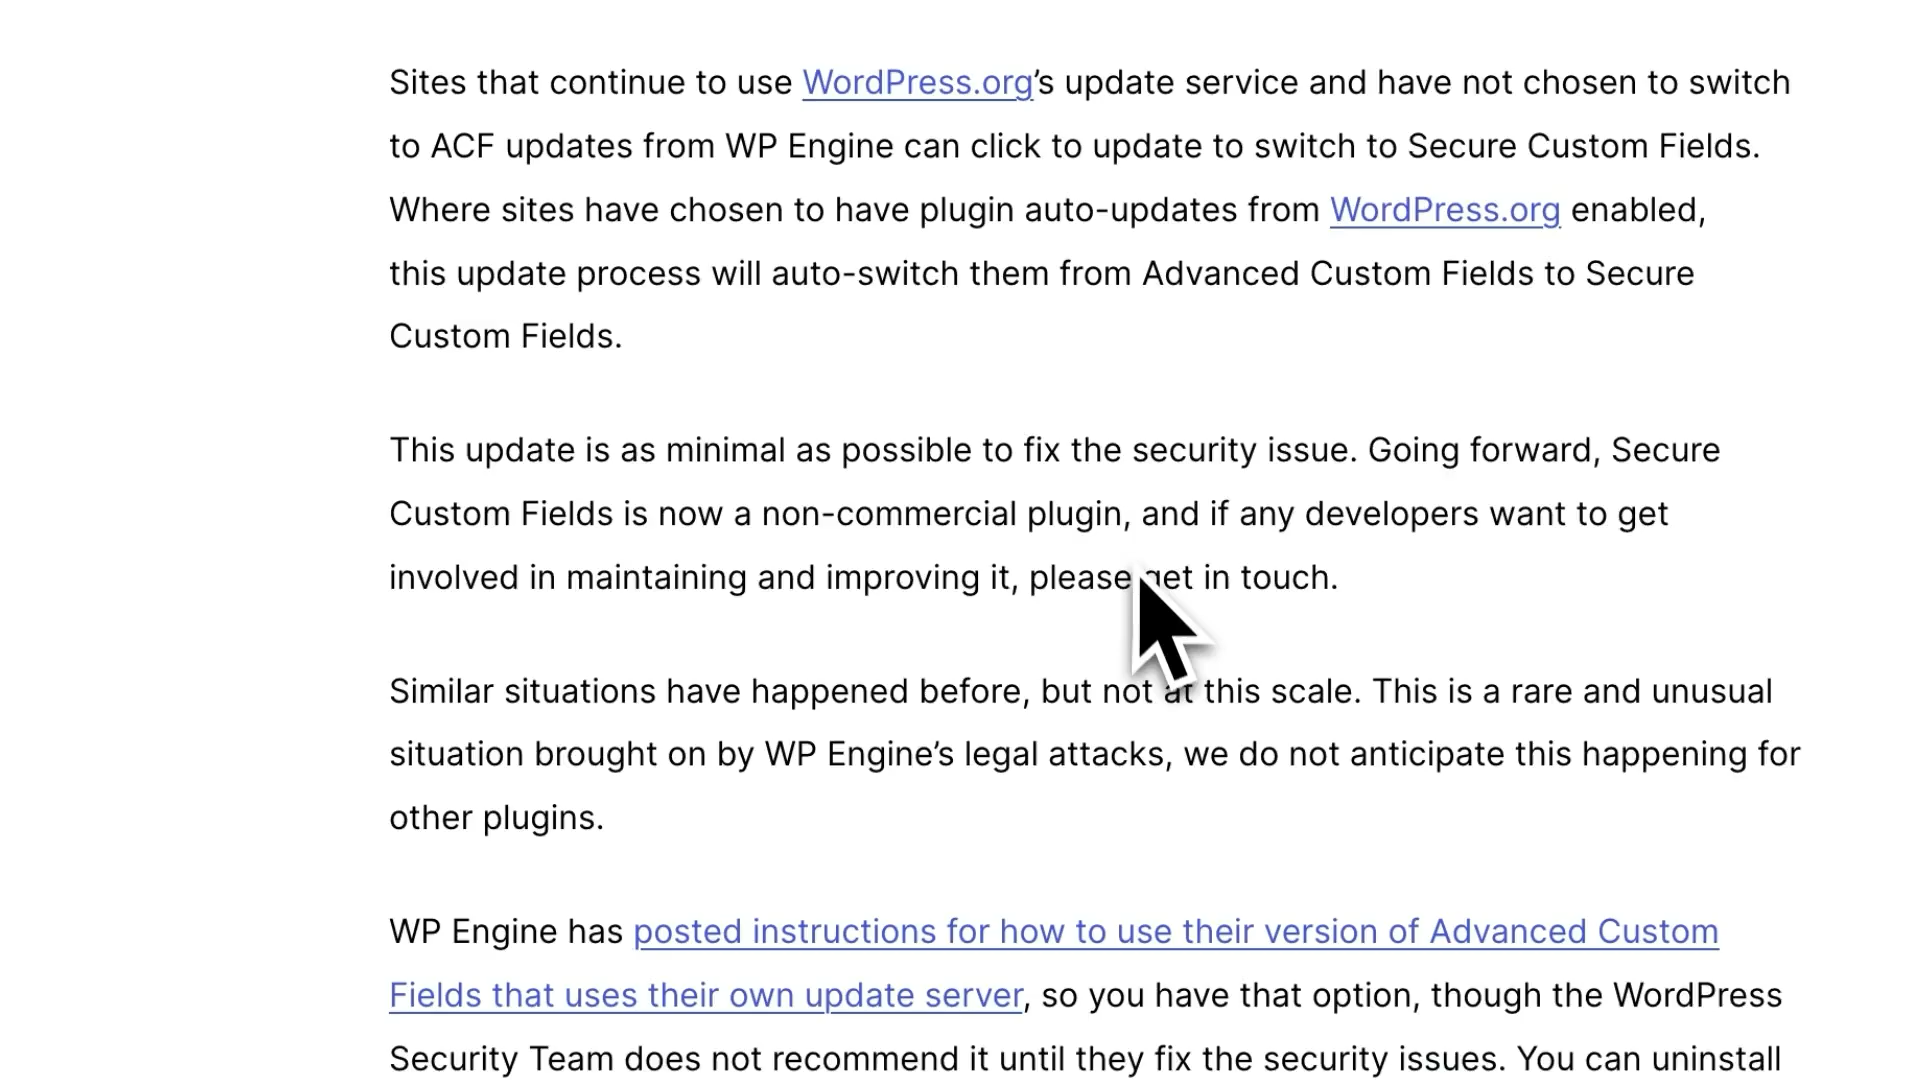 Sites that continue to use WordPress.org’s update service and have not chosen to switch
to ACF updates from WP Engine can click to update to switch to Secure Custom Fields.
Where sites have chosen to have plugin auto-updates from WordPress.org enabled,
this update process will auto-switch them from Advanced Custom Fields to Secure
Custom Fields.
This update is as minimal as possible to fix the security issue. Going forward, Secure
Custom Fields is now a non-commercial plugin, and if any developers want to get
involved in maintaining and improving it, please get in touch.
Similar situations have happened before, but not at this scale. This is a rare and unusual
situation brought on by WP Engine’s legal attacks, we do not anticipate this happening for
other plugins.
WP Engine has posted instructions for how to use their version of Advanced Custom
Fields that uses their own update server, so you have that option, though the WordPress
Security Team does not recommend it until they fix the security issues. You can uninstall